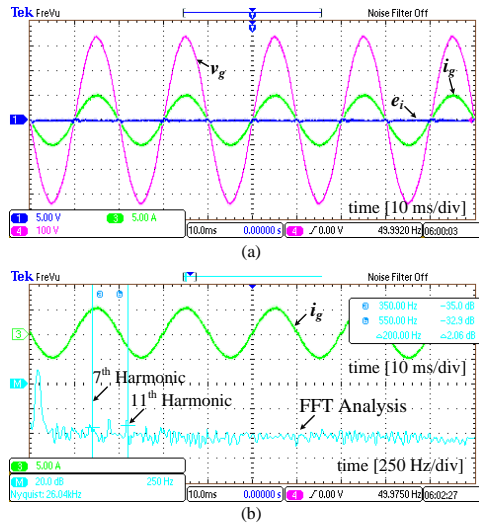 Tek FreVu Noise Filter Off
v_g
i_g
e_i
1
time [10 ms/div]
1 5.00 V 3 5.00 A
4 100 V
10.0ms 0.00000 s 4 / 0.00 V 49.9920 Hz 06:00:03
(a)
Tek FreVu Noise Filter Off
a b
i_g
350.00 Hz -35.0 dB
550.00 Hz -32.9 dB
△200.00 Hz △2.06 dB
3
time [10 ms/div]
7th Harmonic
M
11th Harmonic
FFT Analysis
3 5.00 A
time [250 Hz/div]
M 20.0 dB 250 Hz
Nyquist: 26.04kHz
10.0ms 0.00000 s 4 / 0.00 V 49.9750 Hz 06:02:27
(b)